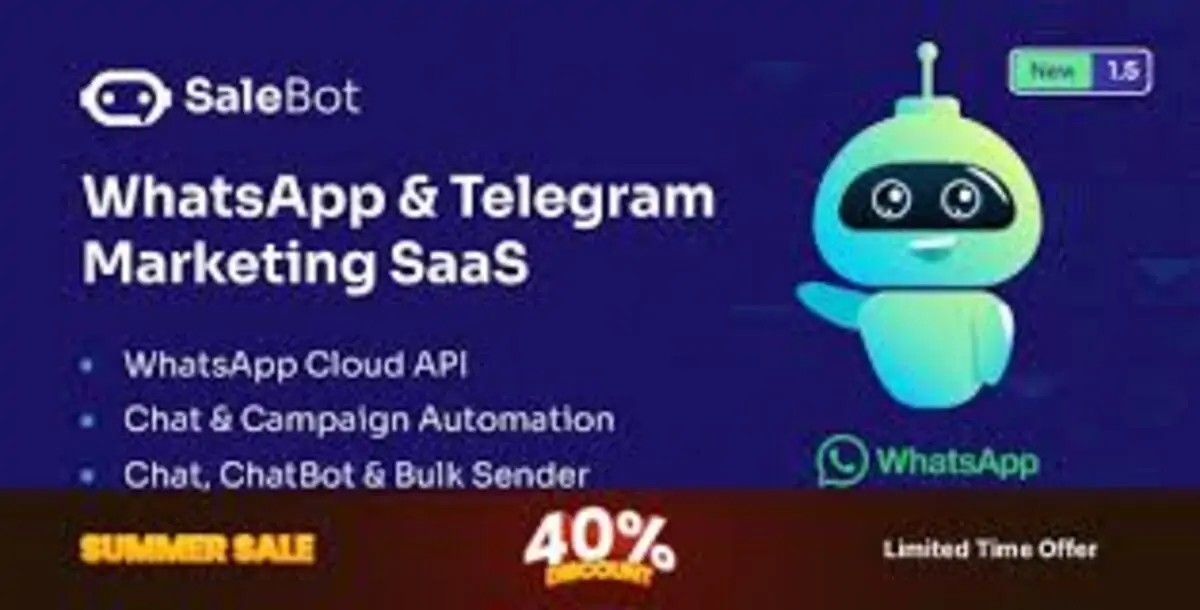 SaleBot
New 1.5
WhatsApp & Telegram
Marketing SaaS
WhatsApp Cloud API
Chat & Campaign Automation
Chat, ChatBot & Bulk Sender
WhatsApp
SUMMER SALE
40%
DISCOUNT
Limited Time Offer